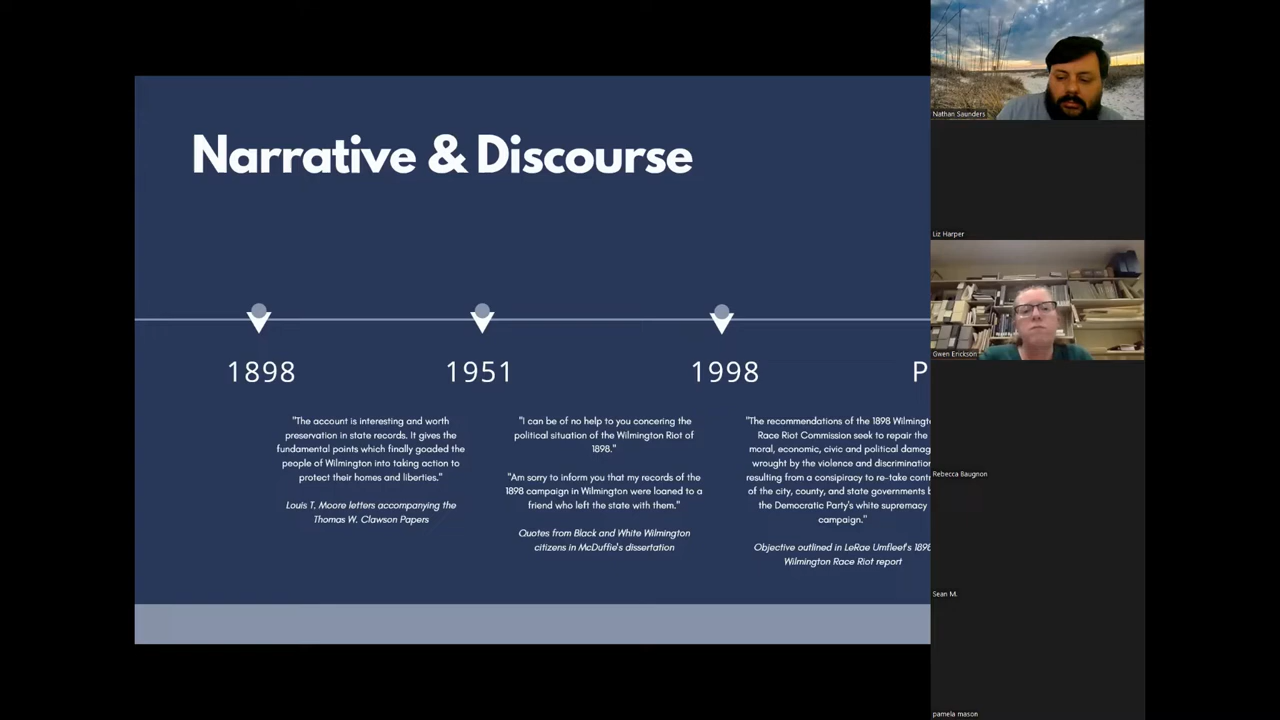 Narrative & Discourse
1898
1951
1998
P
"The account is interesting and worth
preservation in state records. It gives the
fundamental points which finally goaded the
people of Wilmington into taking action to
protect their homes and liberties."
Louis T. Moore letters accompanying the
Thomas W. Clawson Papers
"I can be of no help to you concering the
political situation of the Wilmington Riot of
1898."
"Am sorry to inform you that my records of the
1898 campaign in Wilmington were loaned to a
friend who left the state with them."
Quotes from Black and White Wilmington
citizens in McDuffie's dissertation
"The recommendations of the 1898 Wilmingt
Race Riot Commission seek to repair the
moral, economic, civic and political damag
wrought by the violence and discrimination
resulting from a conspiracy to re-take contr
of the city, county, and state governments b
the Democratic Party's white supremacy
campaign."
Objective outlined in LeRae Umfleet's 1898
Wilmington Race Riot report
Nathan Saunders
Liz Harper
Gwen Erickson
Rebecca Baugnon
Sean M.
pamela mason